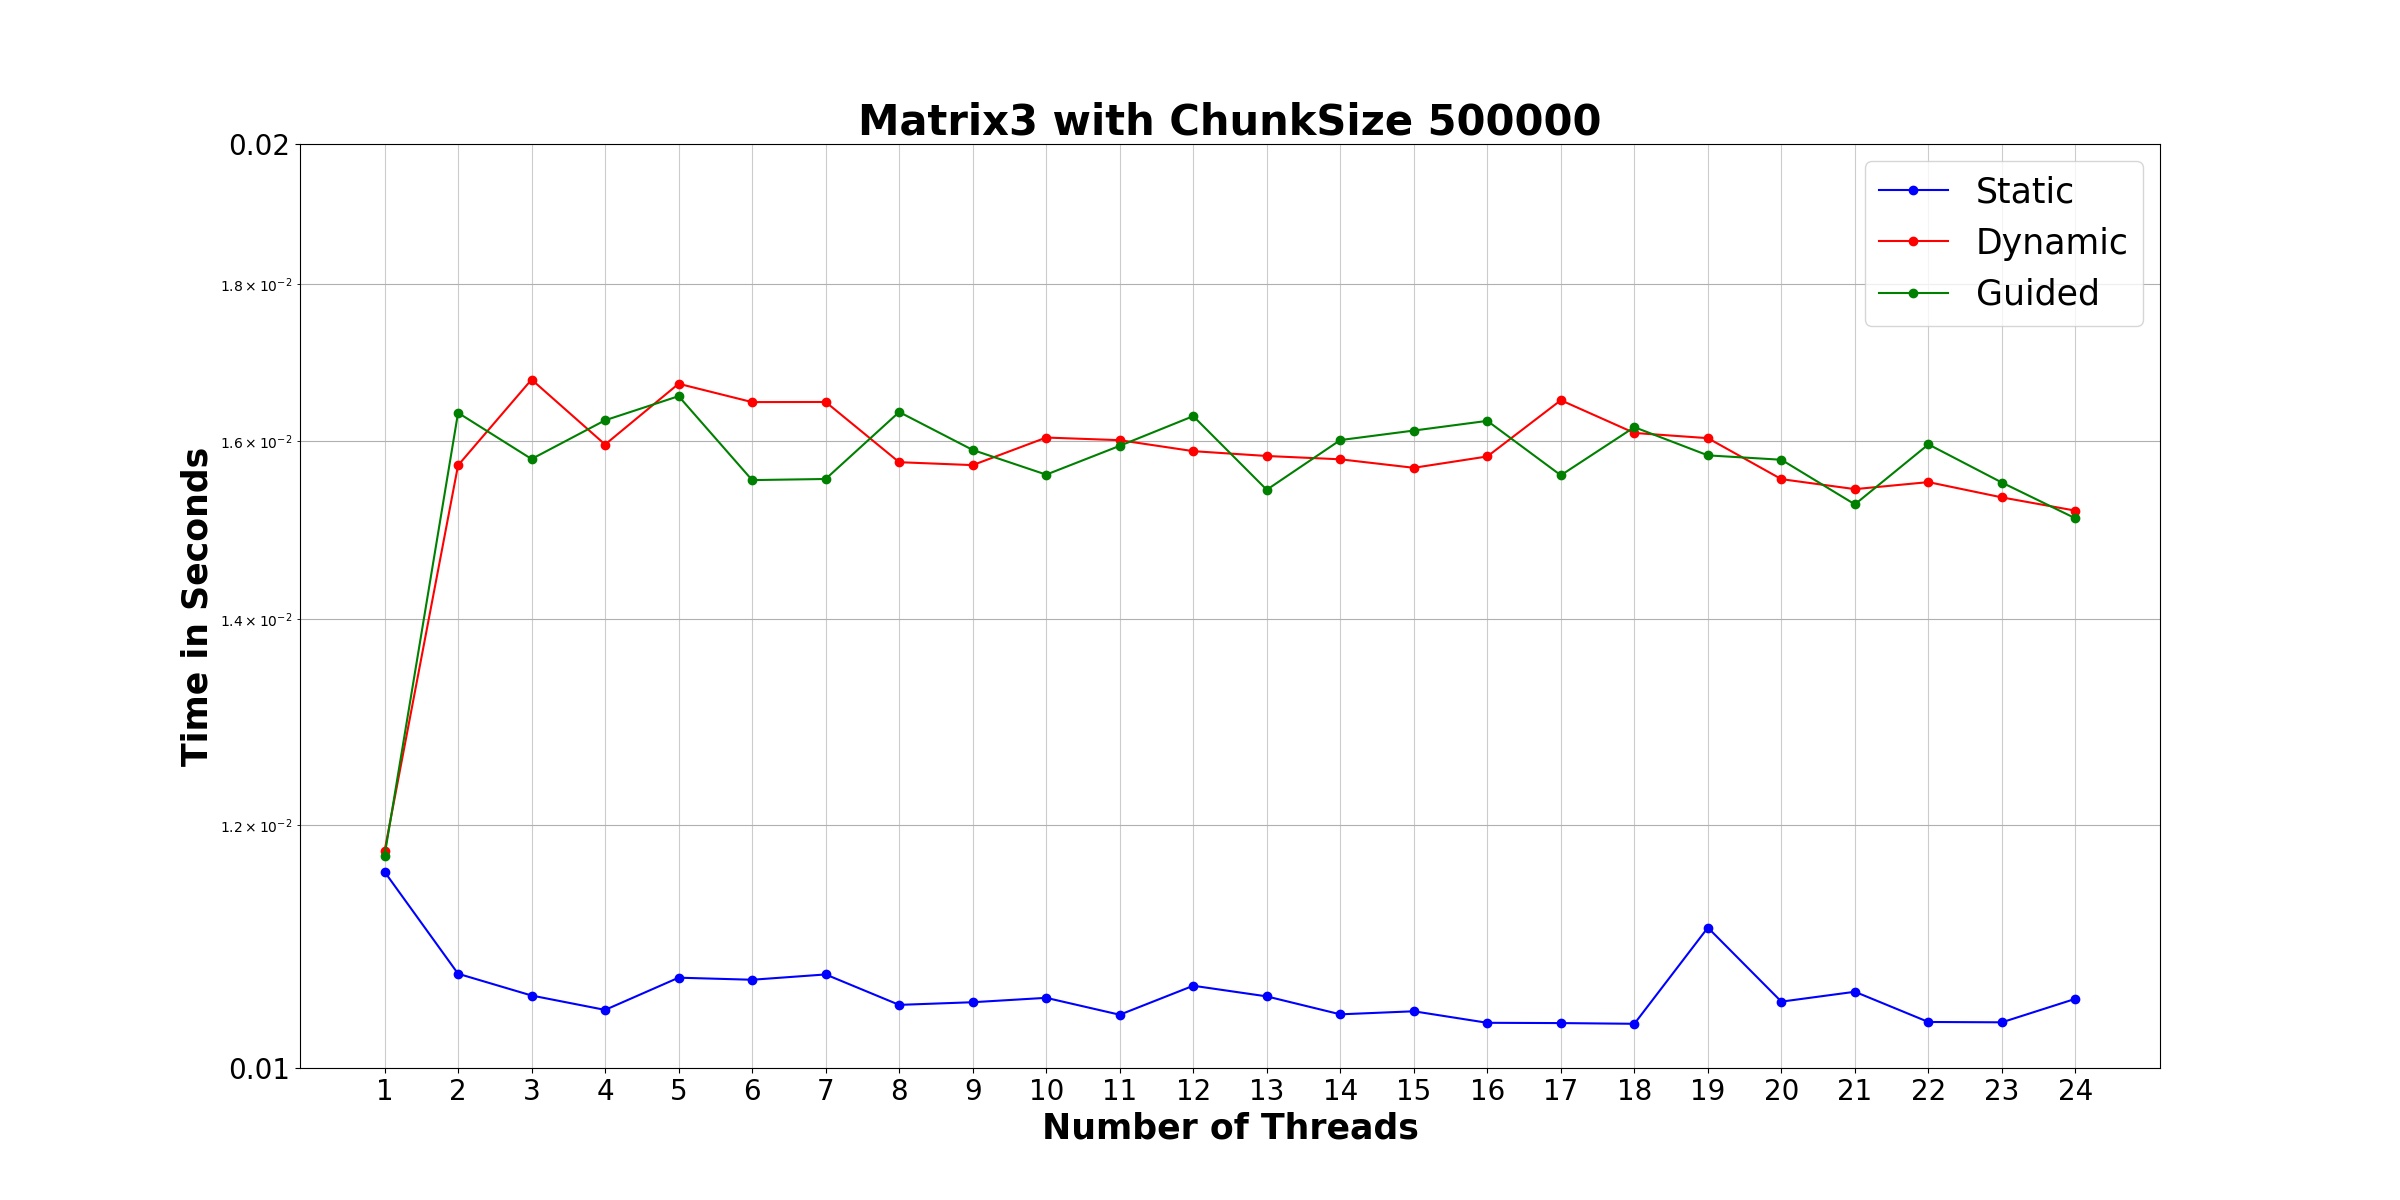 Matrix3 with ChunkSize 500000
0.02
1.8 × 10⁻²
1.6 × 10⁻²
1.4 × 10⁻²
1.2 × 10⁻²
0.01
Time in Seconds
Static
Dynamic
Guided
1 2 3 4 5 6 7 8 9 10 11 12 13 14 15 16 17 18 19 20 21 22 23 24
Number of Threads